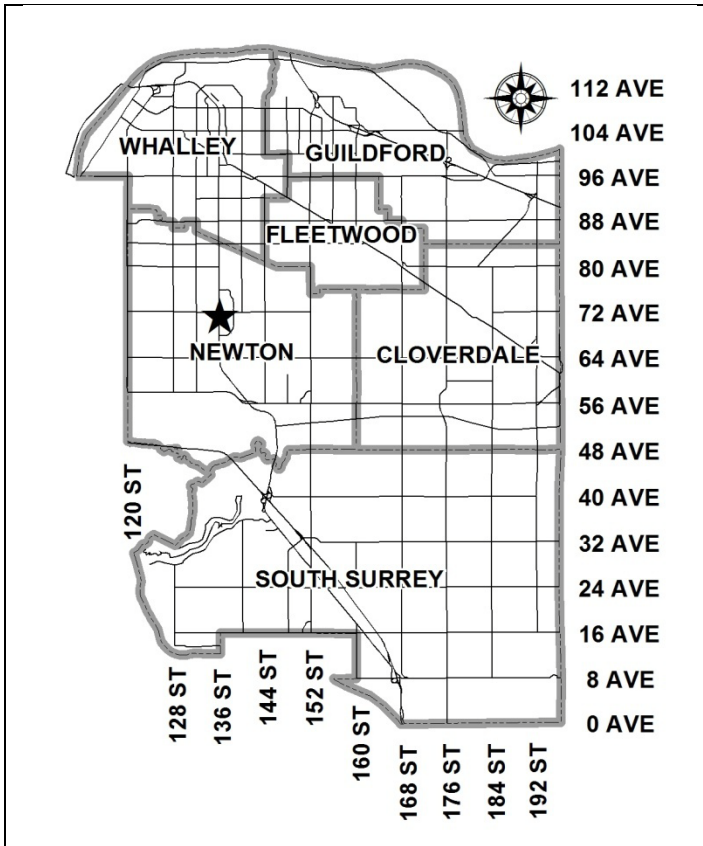 112 AVE
104 AVE
WHALLEY
GUILDFORD
96 AVE
88 AVE
FLEETWOOD
80 AVE
72 AVE
NEWTON
CLOVERDALE
64 AVE
56 AVE
48 AVE
120 ST
40 AVE
32 AVE
SOUTH SURREY
24 AVE
16 AVE
8 AVE
0 AVE
128 ST
136 ST
144 ST
152 ST
160 ST
168 ST
176 ST
184 ST
192 ST